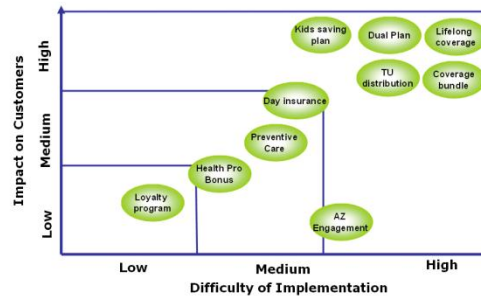 Impact on Customers
High
Medium
Low
Kids saving
plan
Dual Plan
Lifelong
coverage
TU
distribution
Coverage
bundle
Day insurance
Preventive
Care
Health Pro
Bonus
Loyalty
program
AZ
Engagement
Low
Medium
High
Difficulty of Implementation